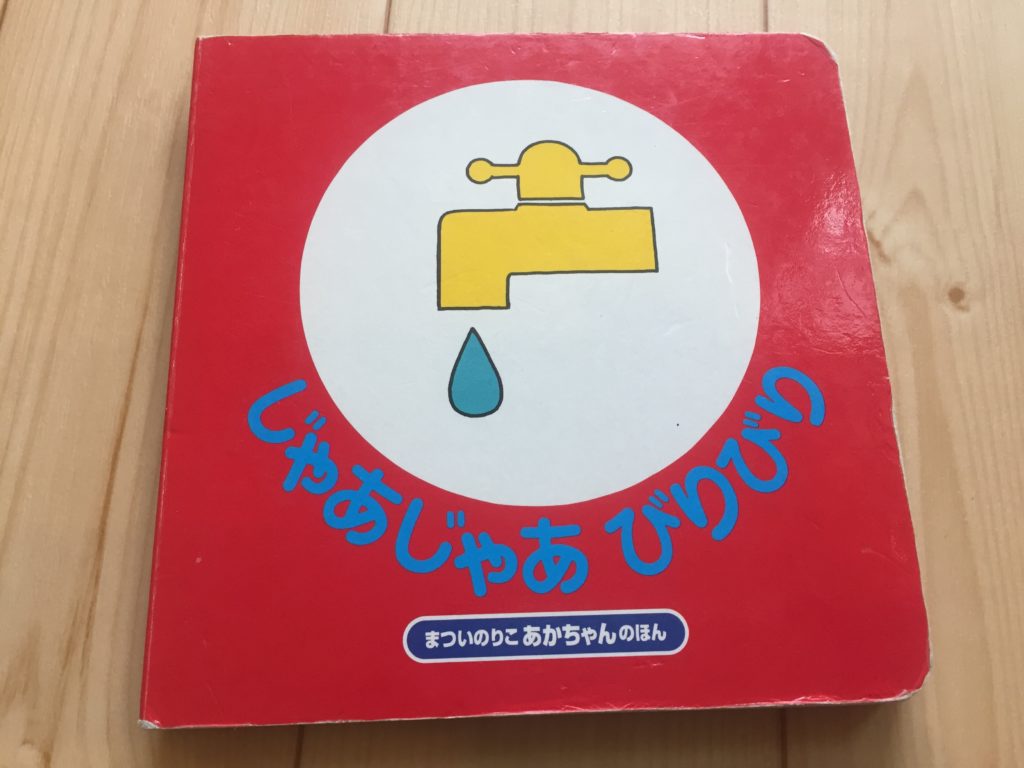 じゃあじゃあ びりびり
まついのりこ あかちゃんのほん